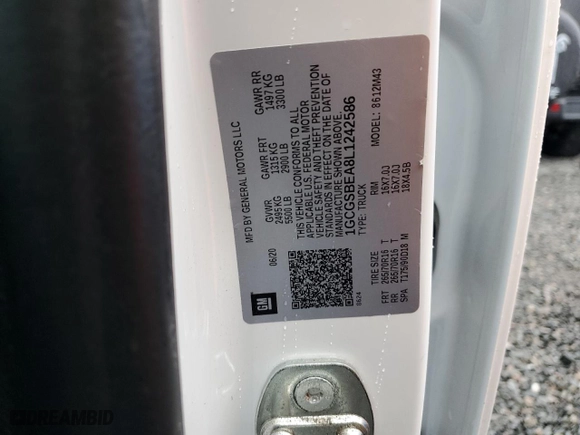 MFD BY GENERAL MOTORS LLC
06/20
GVWR
2495 KG
5500 LB
GAWR FRT
1315 KG
2900 LB
GAWR RR
1497 KG
3300 LB
THIS VEHICLE CONFORMS TO ALL
APPLICABLE U.S. FEDERAL MOTOR
VEHICLE SAFETY AND THEFT PREVENTION
STANDARDS IN EFFECT ON THE DATE OF
MANUFACTURE SHOWN ABOVE.
1GCGSBEA8L1242586
TYPE: TRUCK
MODEL: 8612M43
GM
0624
TIRE SIZE
RIM
FRT 265/70R16 T 16X7.0J
RR 265/70R16 T 16X7.0J
SPA T175/90D18 M 18X4.5B
DREAMBID